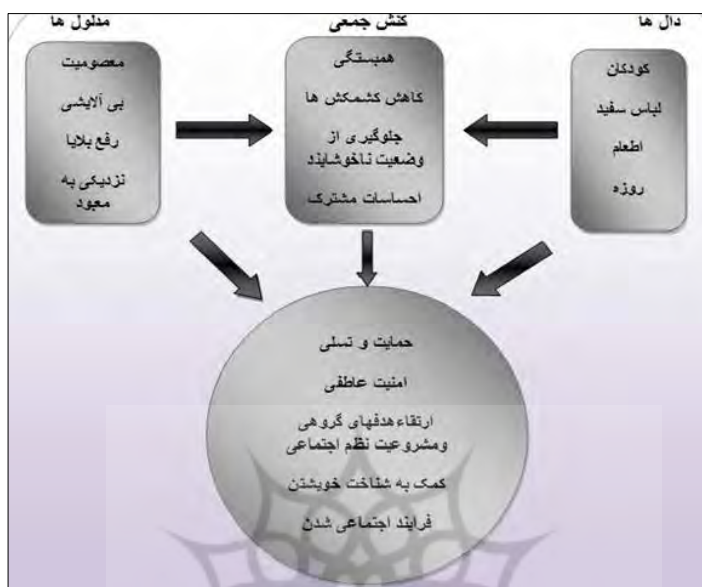 دال ها
کودکان
لباس سفید
اطعام
روزه
کنش جمعی
همبستگی
کاهش کشمکش ها
جلوگیری از
وضعیت ناخوشایند
احساسات مشترک
مدلول ها
معصومیت
بی آلایشی
رفع بلایا
نزدیکی به
معبود
حمایت و تسلی
امنیت عاطفی
ارتقاءهدفهای گروهی
ومشروعیت نظم اجتماعی
کمک به شناخت خویشتن
فرایند اجتماعی شدن